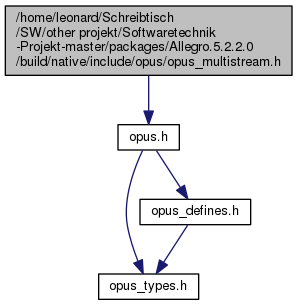 /home/leonard/Schreibtisch
/SW/other projekt/Softwaretechnik
-Projekt-master/packages/Allegro.5.2.2.0
/build/native/include/opus/opus_multistream.h
opus.h
opus_defines.h
opus_types.h